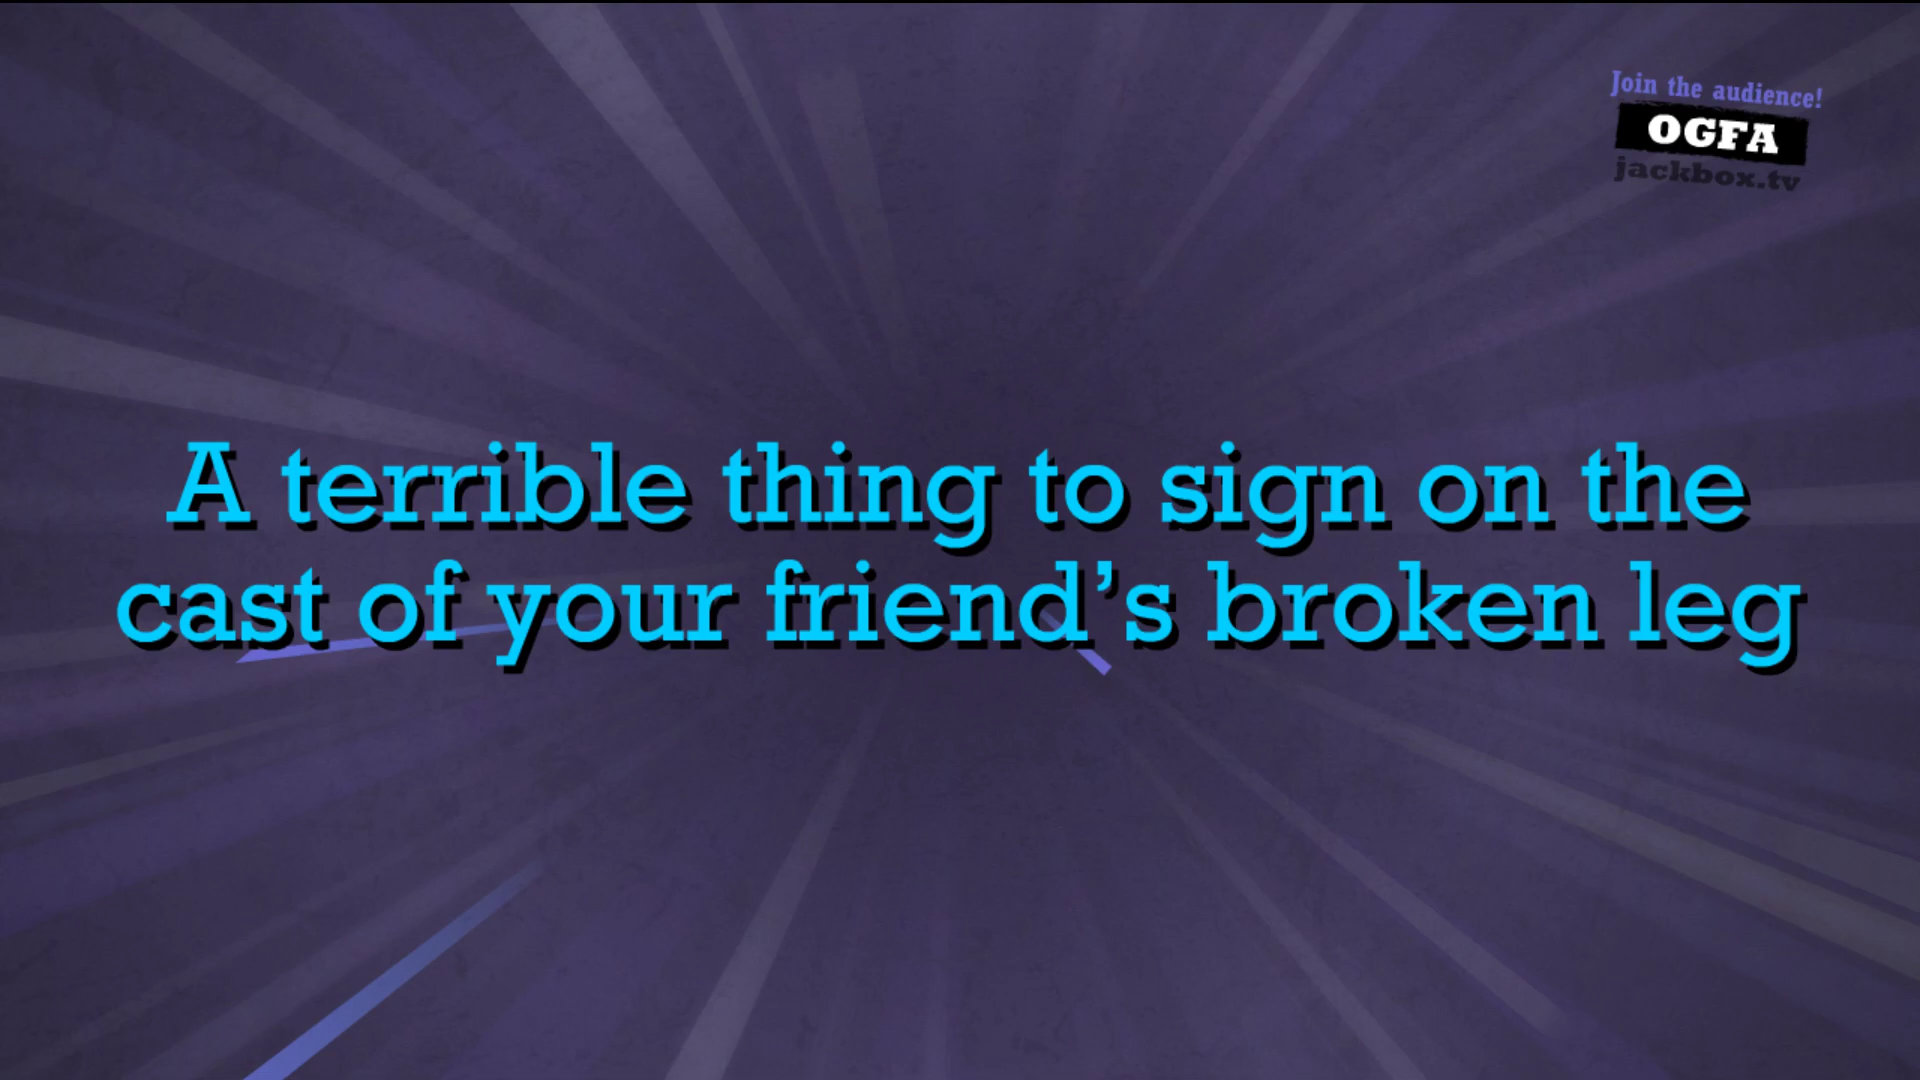 Join the audience!
OGFA
jackbox.tv
A terrible thing to sign on the
cast of your friend’s broken leg